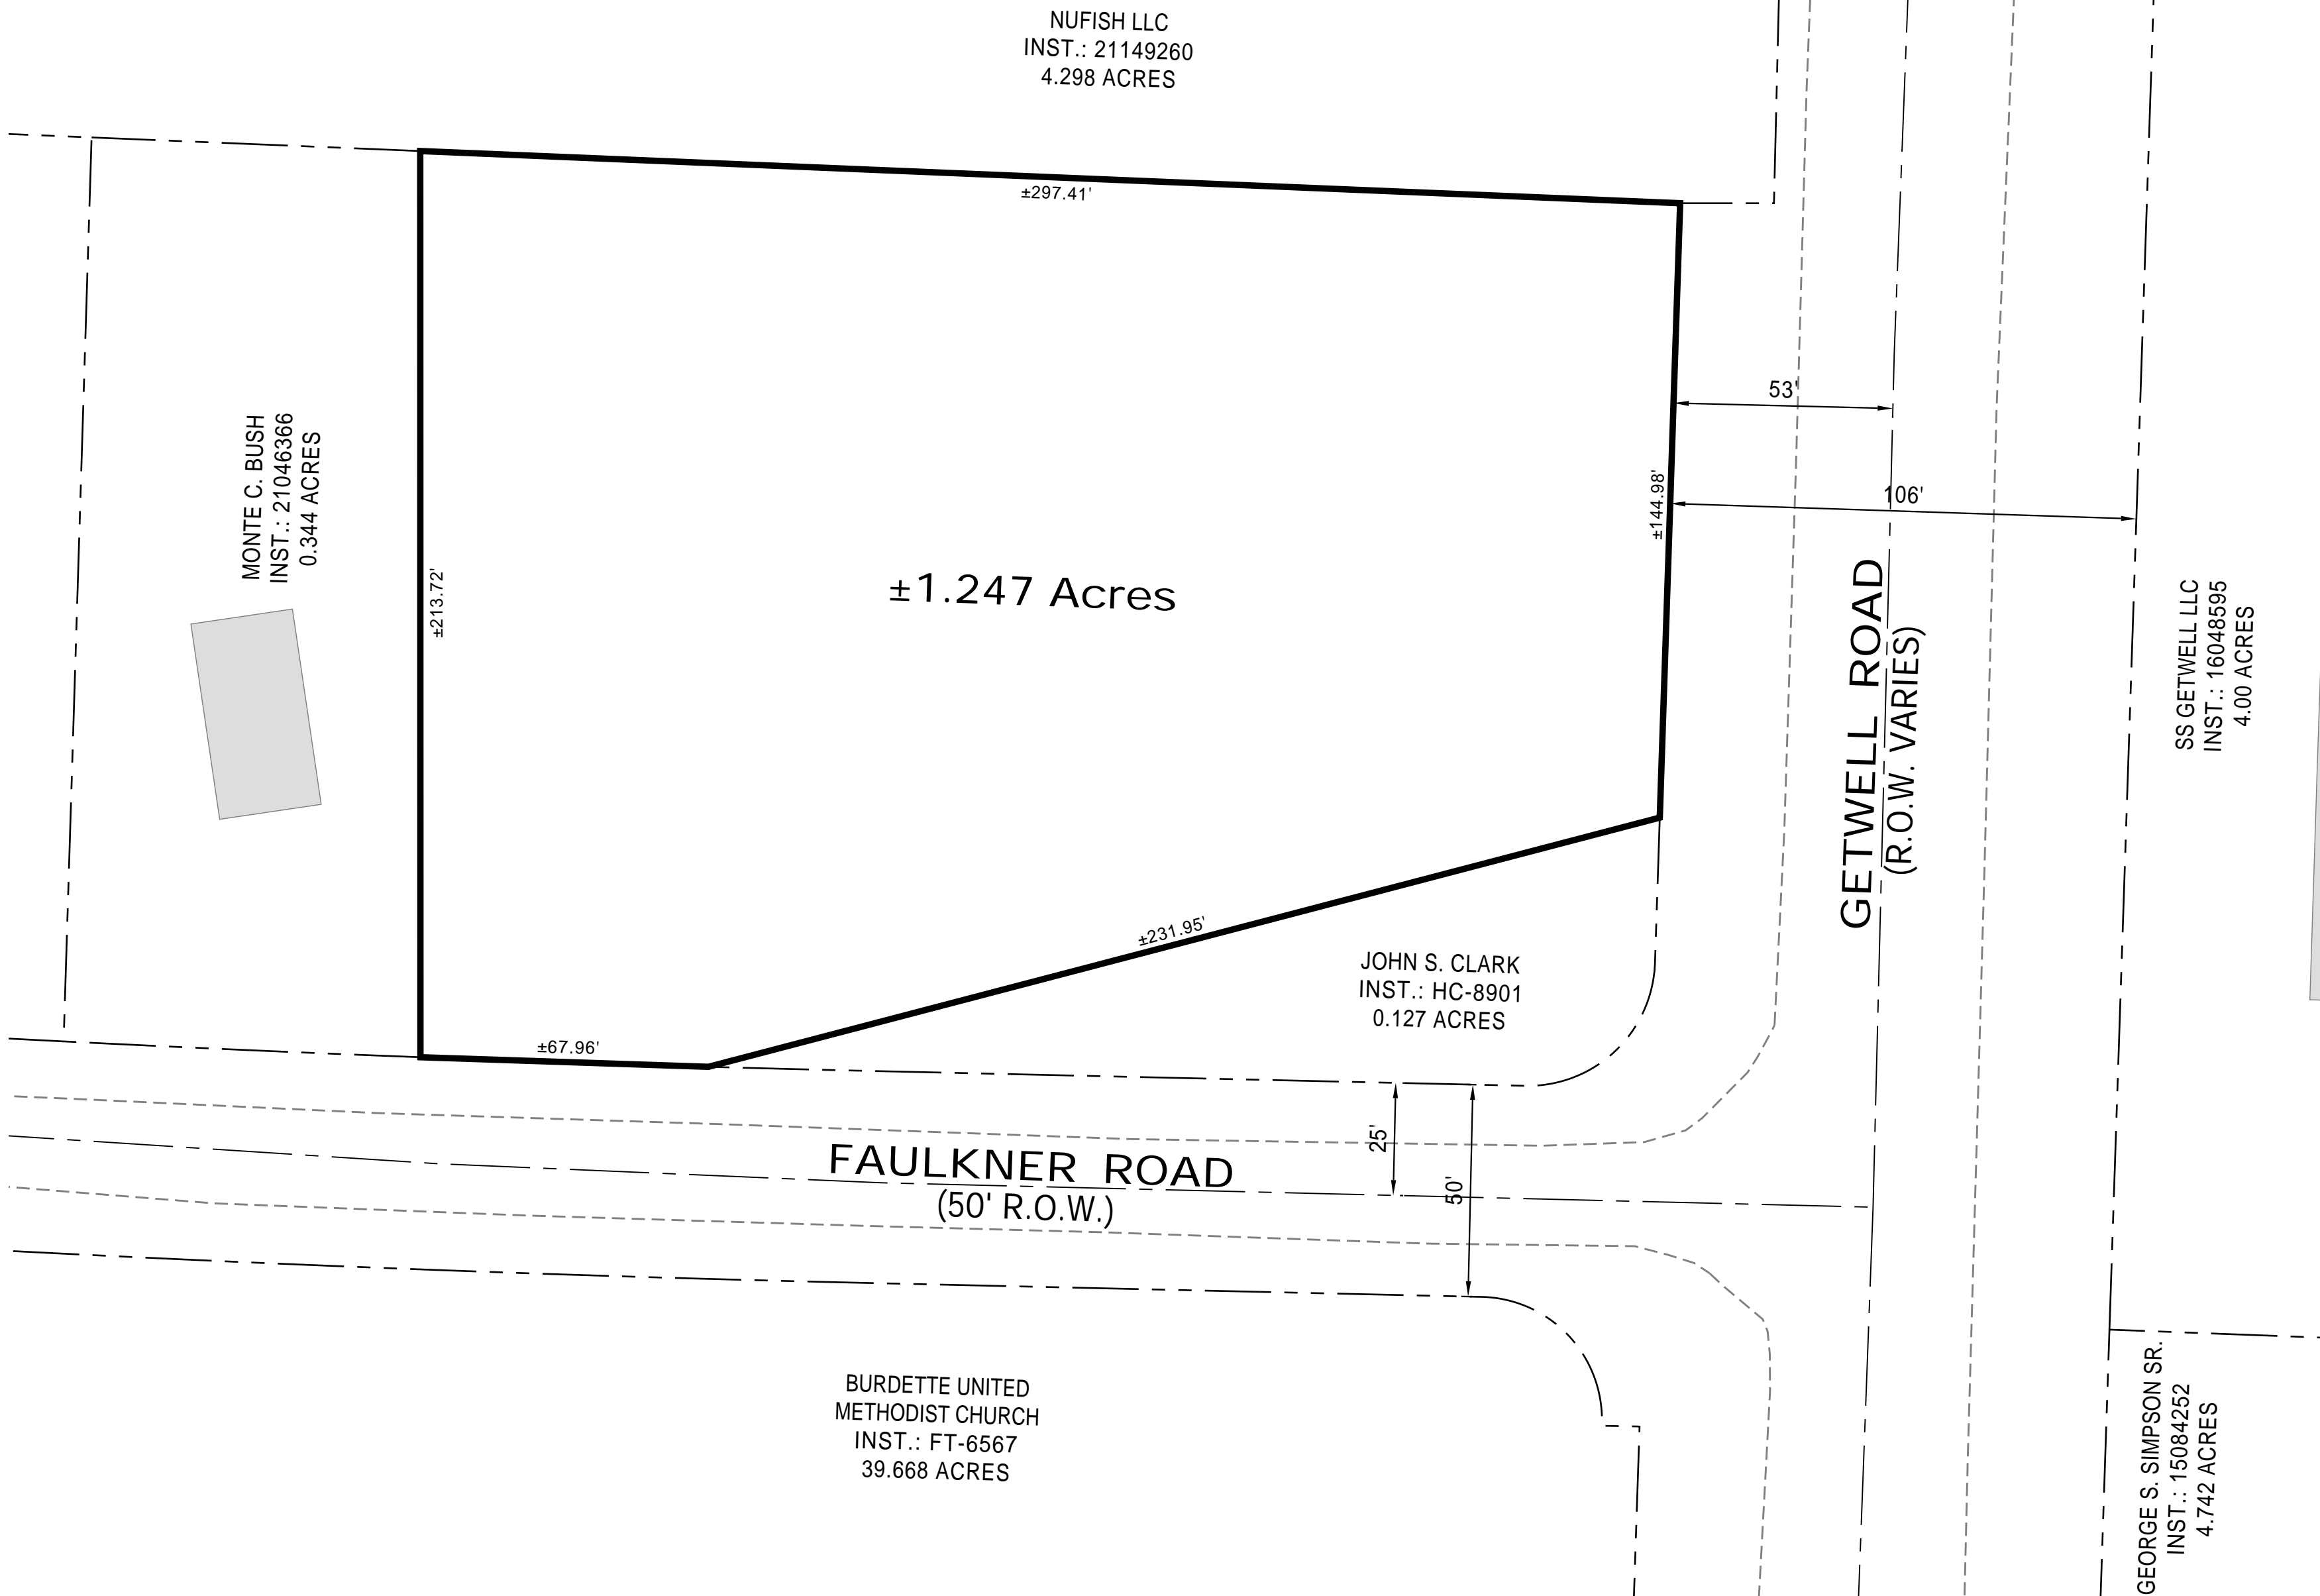 NUFISH LLC
INST.: 21149260
4.298 ACRES
±297.41'
53'
106'
±144.98'
MONTE C. BUSH
INST.: 21046366
0.344 ACRES
±213.72'
±1.247 Acres
GETWELL ROAD
(R.O.W. VARIES)
SS GETWELL LLC
INST.: 16048595
4.00 ACRES
±231.95'
JOHN S. CLARK
INST.: HC-8901
0.127 ACRES
±67.96'
25'
50'
FAULKNER ROAD
(50' R.O.W.)
BURDETTE UNITED
METHODIST CHURCH
INST.: FT-6567
39.668 ACRES
GEORGE S. SIMPSON SR.
INST.: 15084252
4.742 ACRES